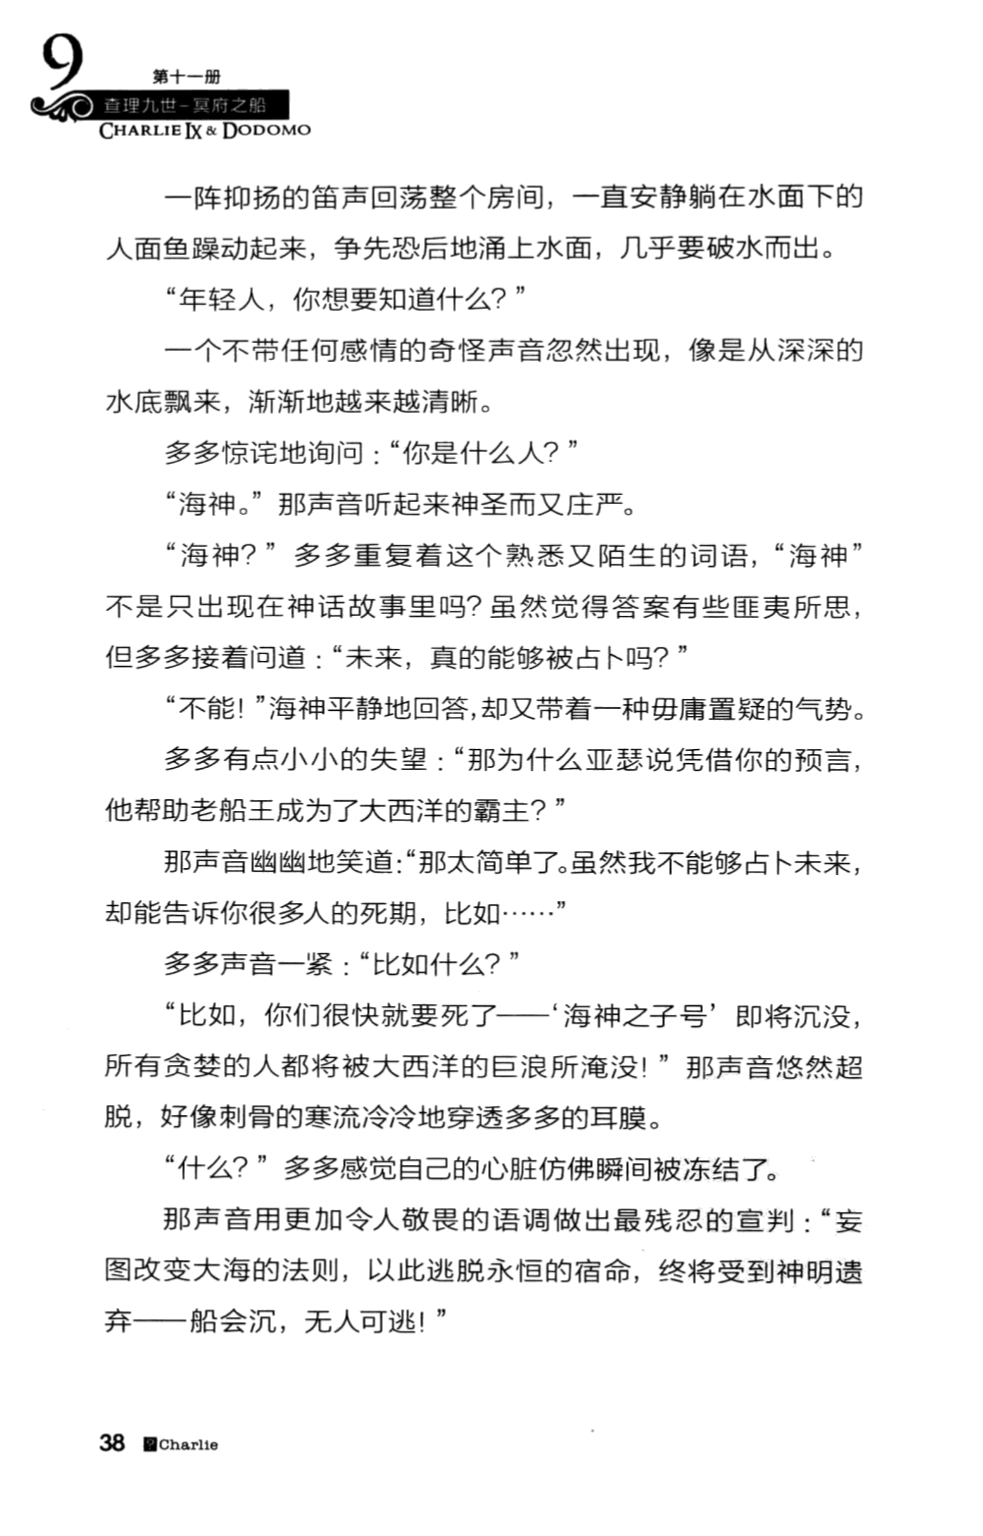 9
第十一册
查理九世-冥府之船
CHARLIE IX & DODOMO
一阵抑扬的笛声回荡整个房间，一直安静躺在水面下的
人面鱼躁动起来，争先恐后地涌上水面，几乎要破水而出。
“年轻人，你想要知道什么？”
一个不带任何感情的奇怪声音忽然出现，像是从深深的
水底飘来，渐渐地越来越清晰。
多多惊诧地询问：“你是什么人？”
“海神。”那声音听起来神圣而又庄严。
“海神？”多多重复着这个熟悉又陌生的词语，“海神”
不是只出现在神话故事里吗？虽然觉得答案有些匪夷所思，
但多多接着问道：“未来，真的能够被占卜吗？”
“不能！”海神平静地回答，却又带着一种毋庸置疑的气势。
多多有点小小的失望：“那为什么亚瑟说凭借你的预言，
他帮助老船王成为了大西洋的霸主？”
那声音幽幽地笑道：“那太简单了。虽然我不能够占卜未来，
却能告诉你很多人的死期，比如……”
多多声音一紧：“比如什么？”
“比如，你们很快就要死了——‘海神之子号’即将沉没，
所有贪婪的人都将被大西洋的巨浪所淹没！”那声音悠然超
脱，好像刺骨的寒流冷冷地穿透多多的耳膜。
“什么？”多多感觉自己的心脏仿佛瞬间被冻结了。
那声音用更加令人敬畏的语调做出最残忍的宣判：“妄
图改变大海的法则，以此逃脱永恒的宿命，终将受到神明遗
弃——船会沉，无人可逃！”
38 Charlie